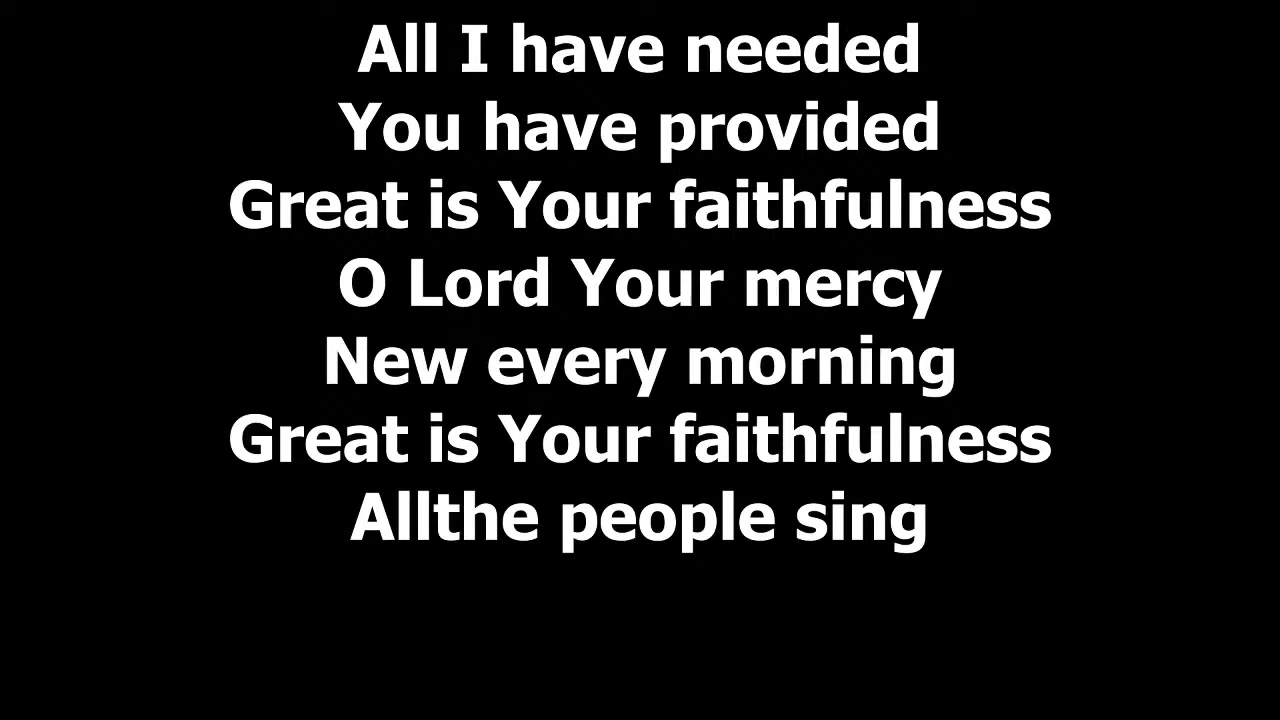 All I have needed
You have provided
Great is Your faithfulness
O Lord Your mercy
New every morning
Great is Your faithfulness
Allthe people sing